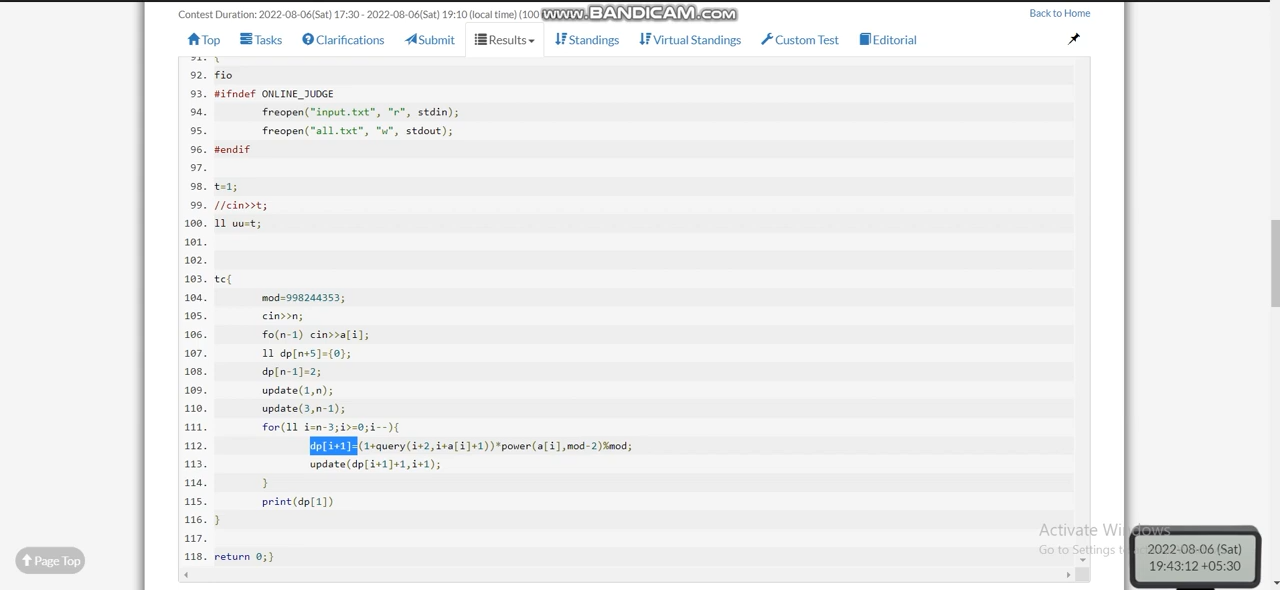 Contest Duration: 2022-08-06(Sat) 17:30 - 2022-08-06(Sat) 19:10 (local time) (100
www.BANDICAM.com
Back to Home
Top Tasks Clarifications Submit Results Standings Virtual Standings Custom Test Editorial
91. {
92. fio
93. #ifndef ONLINE_JUDGE
94. freopen("input.txt", "r", stdin);
95. freopen("all.txt", "w", stdout);
96. #endif
97.
98. t=1;
99. //cin>>t;
100. ll uu=t;
101.
102.
103. tc{
104. mod=998244353;
105. cin>>n;
106. fo(n-1) cin>>a[i];
107. ll dp[n+5]={0};
108. dp[n-1]=2;
109. update(1,n);
110. update(3,n-1);
111. for(ll i=n-3;i>=0;i--){
112. dp[i+1]=(1+query(i+2,i+a[i]+1))*power(a[i],mod-2)%mod;
113. update(dp[i+1]+1,i+1);
114. }
115. print(dp[1])
116. }
117.
118. return 0;}
Page Top
Activate Windows
Go to Settings t
2022-08-06 (Sat)
19:43:12 +05:30